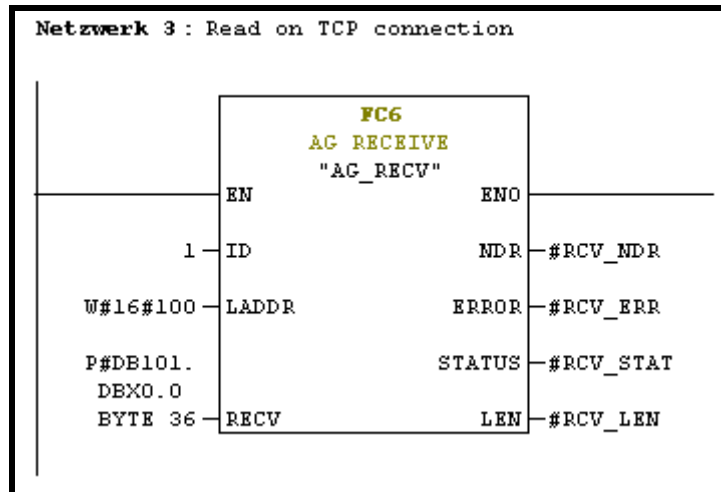 Netzwerk 3 : Read on TCP connection
FC6
AG RECEIVE
"AG_RECV"
EN ENO
1 ID NDR #RCV_NDR
W#16#100 LADDR ERROR #RCV_ERR
P#DB101. STATUS #RCV_STAT
DBX0.0
BYTE 36 RECV LEN #RCV_LEN